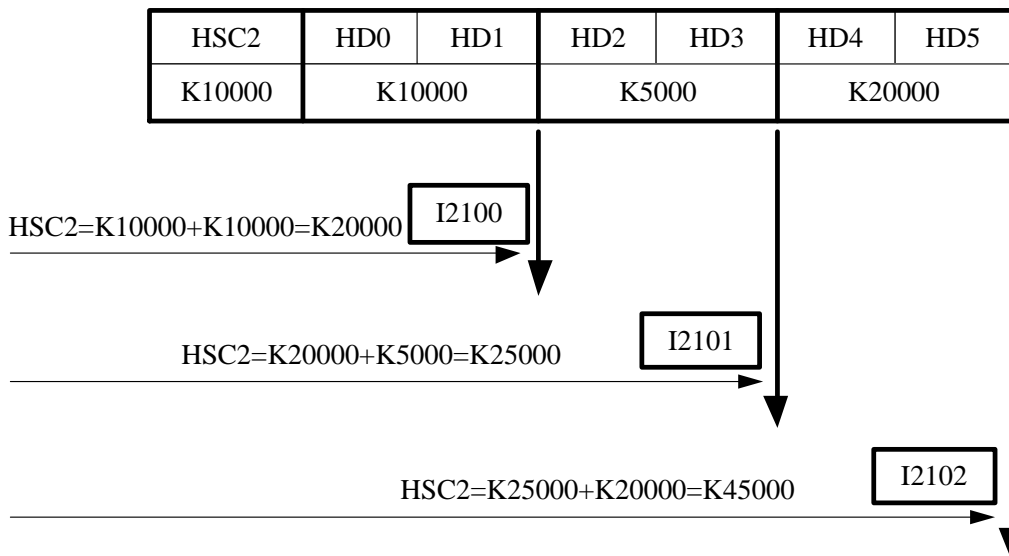 HSC2 HD0 HD1 HD2 HD3 HD4 HD5
K10000 K10000 K5000 K20000
I2100
HSC2=K10000+K10000=K20000
I2101
HSC2=K20000+K5000=K25000
I2102
HSC2=K25000+K20000=K45000